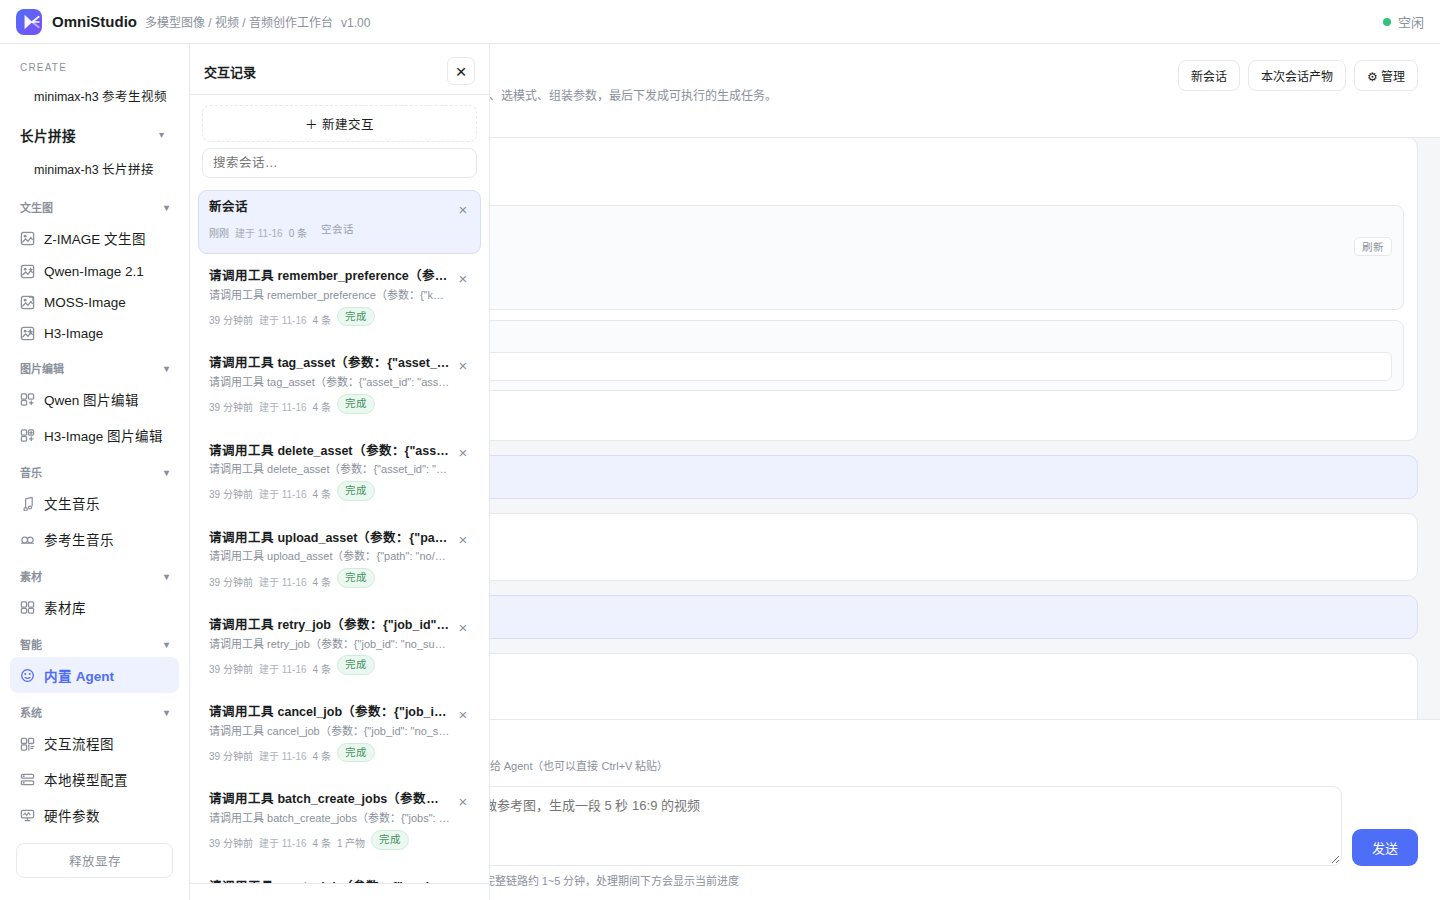 OmniStudio 多模型图像 / 视频 / 音频创作工作台 v1.00
空闲
CREATE
minimax-h3 参考生视频
长片拼接
minimax-h3 长片拼接
文生图
Z-IMAGE 文生图
Qwen-Image 2.1
MOSS-Image
H3-Image
图片编辑
Qwen 图片编辑
H3-Image 图片编辑
音乐
文生音乐
参考生音乐
素材
素材库
智能
内置 Agent
系统
交互流程图
本地模型配置
硬件参数
释放显存
交互记录
×
＋ 新建交互
搜索会话…
新会话
刚刚 建于 11-16 0 条 空会话
请调用工具 remember_preference（参…
请调用工具 remember_preference（参数：{"k…
39 分钟前 建于 11-16 4 条 完成
请调用工具 tag_asset（参数：{"asset_…
请调用工具 tag_asset（参数：{"asset_id": "ass…
39 分钟前 建于 11-16 4 条 完成
请调用工具 delete_asset（参数：{"ass…
请调用工具 delete_asset（参数：{"asset_id": "…
39 分钟前 建于 11-16 4 条 完成
请调用工具 upload_asset（参数：{"pa…
请调用工具 upload_asset（参数：{"path": "no/…
39 分钟前 建于 11-16 4 条 完成
请调用工具 retry_job（参数：{"job_id"…
请调用工具 retry_job（参数：{"job_id": "no_su…
39 分钟前 建于 11-16 4 条 完成
请调用工具 cancel_job（参数：{"job_i…
请调用工具 cancel_job（参数：{"job_id": "no_s…
39 分钟前 建于 11-16 4 条 完成
请调用工具 batch_create_jobs（参数…
请调用工具 batch_create_jobs（参数：{"jobs": …
39 分钟前 建于 11-16 4 条 1 产物 完成
新会话
本次会话产物
⚙ 管理
、选模式、组装参数，最后下发成可执行的生成任务。
刷新
给 Agent（也可以直接 Ctrl+V 粘贴）
做参考图，生成一段 5 秒 16:9 的视频
发送
完整链路约 1~5 分钟，处理期间下方会显示当前进度